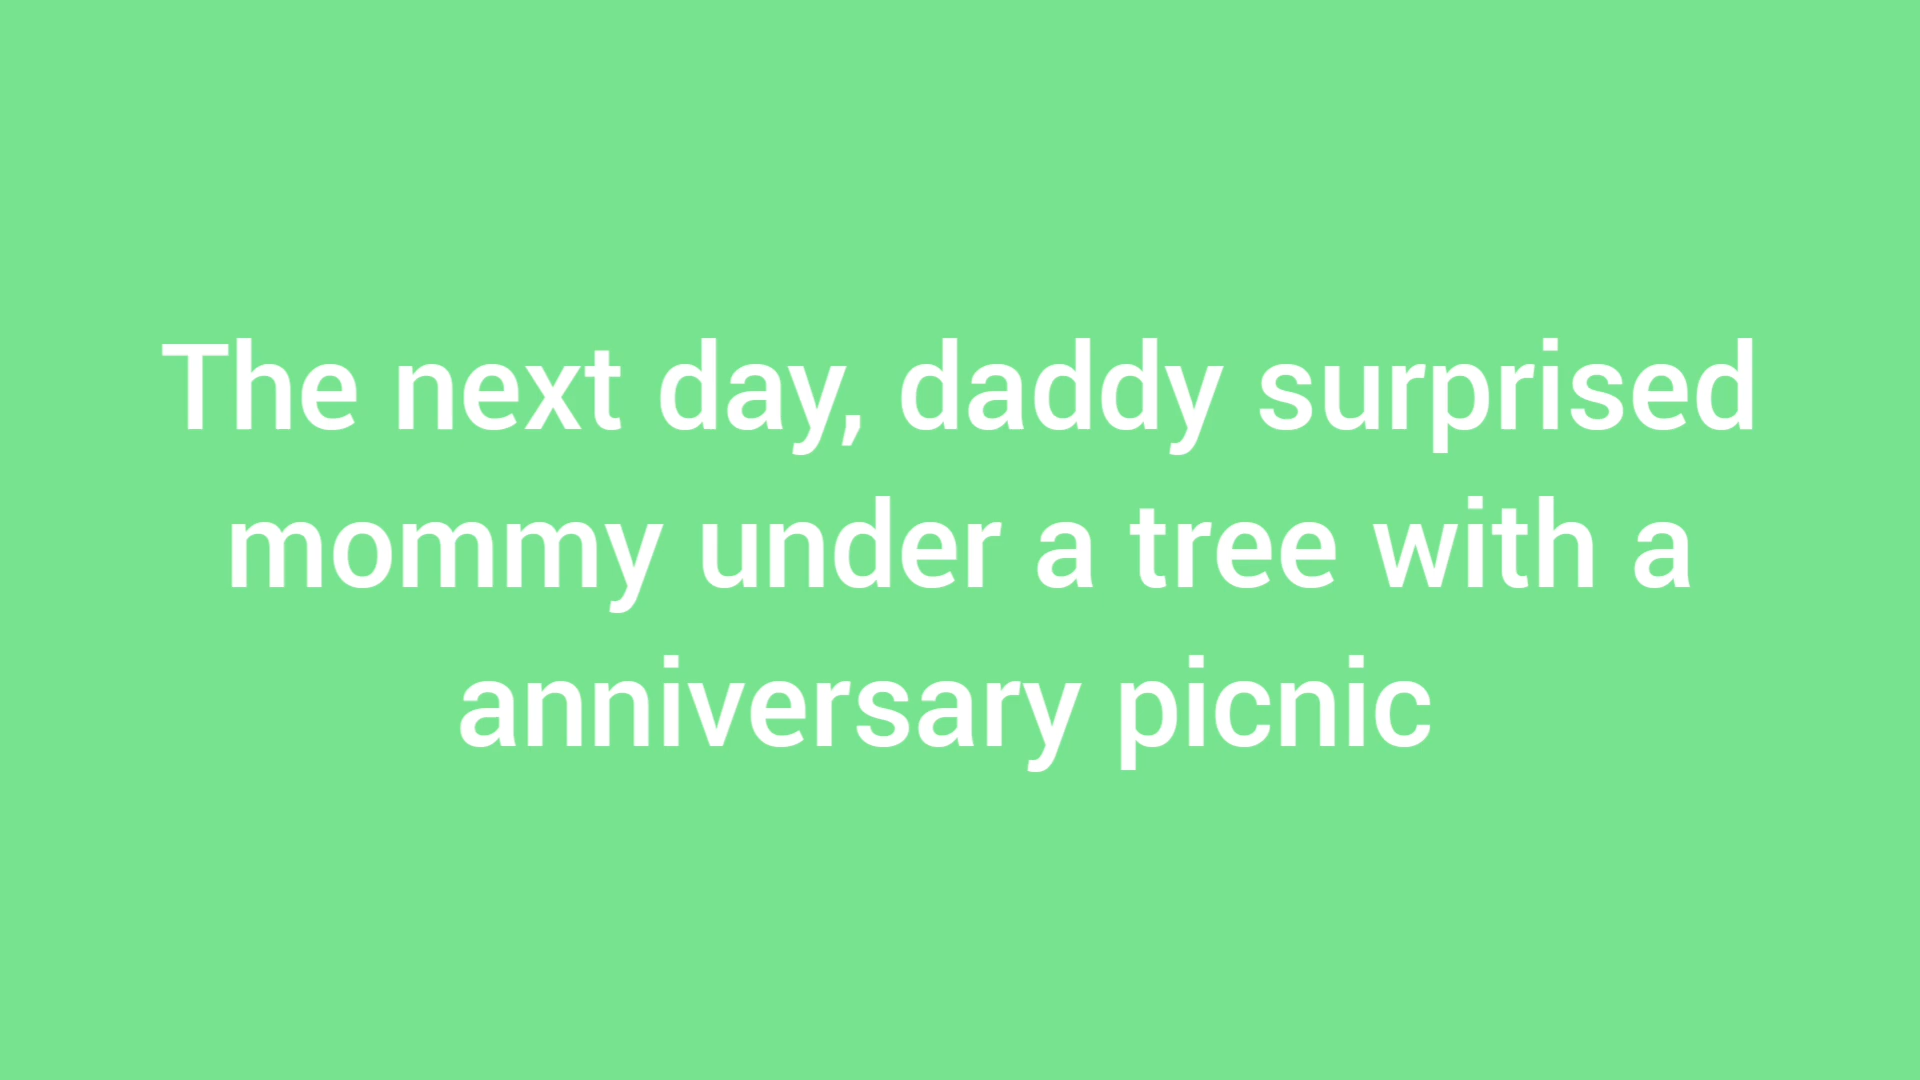 The next day, daddy surprised
mommy under a tree with a
anniversary picnic